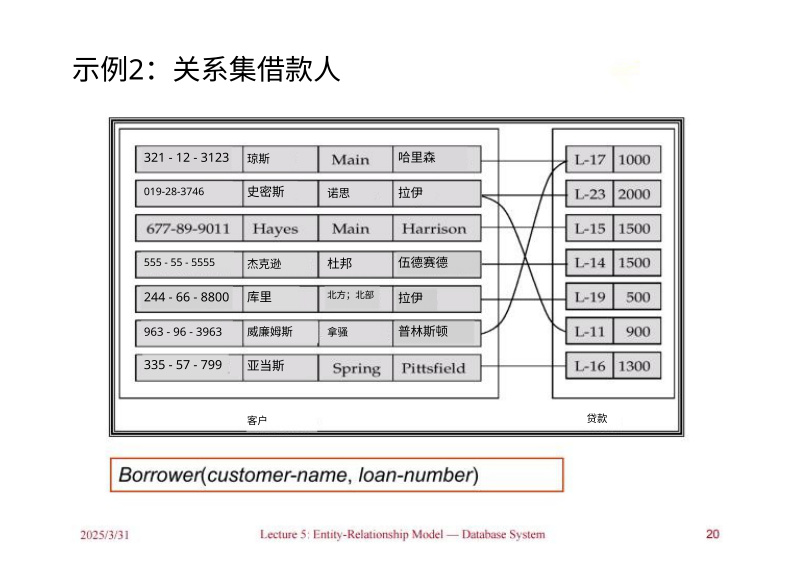 示例2：关系集借款人
321 - 12 - 3123 琼斯 Main 哈里森 L-17 1000
019-28-3746 史密斯 诺思 拉伊 L-23 2000
677-89-9011 Hayes Main Harrison L-15 1500
555 - 55 - 5555 杰克逊 杜邦 伍德赛德 L-14 1500
244 - 66 - 8800 库里 北方；北部 拉伊 L-19 500
963 - 96 - 3963 威廉姆斯 拿骚 普林斯顿 L-11 900
335 - 57 - 799 亚当斯 Spring Pittsfield L-16 1300
客户 贷款
Borrower(customer-name, loan-number)
2025/3/31 Lecture 5: Entity-Relationship Model — Database System 20